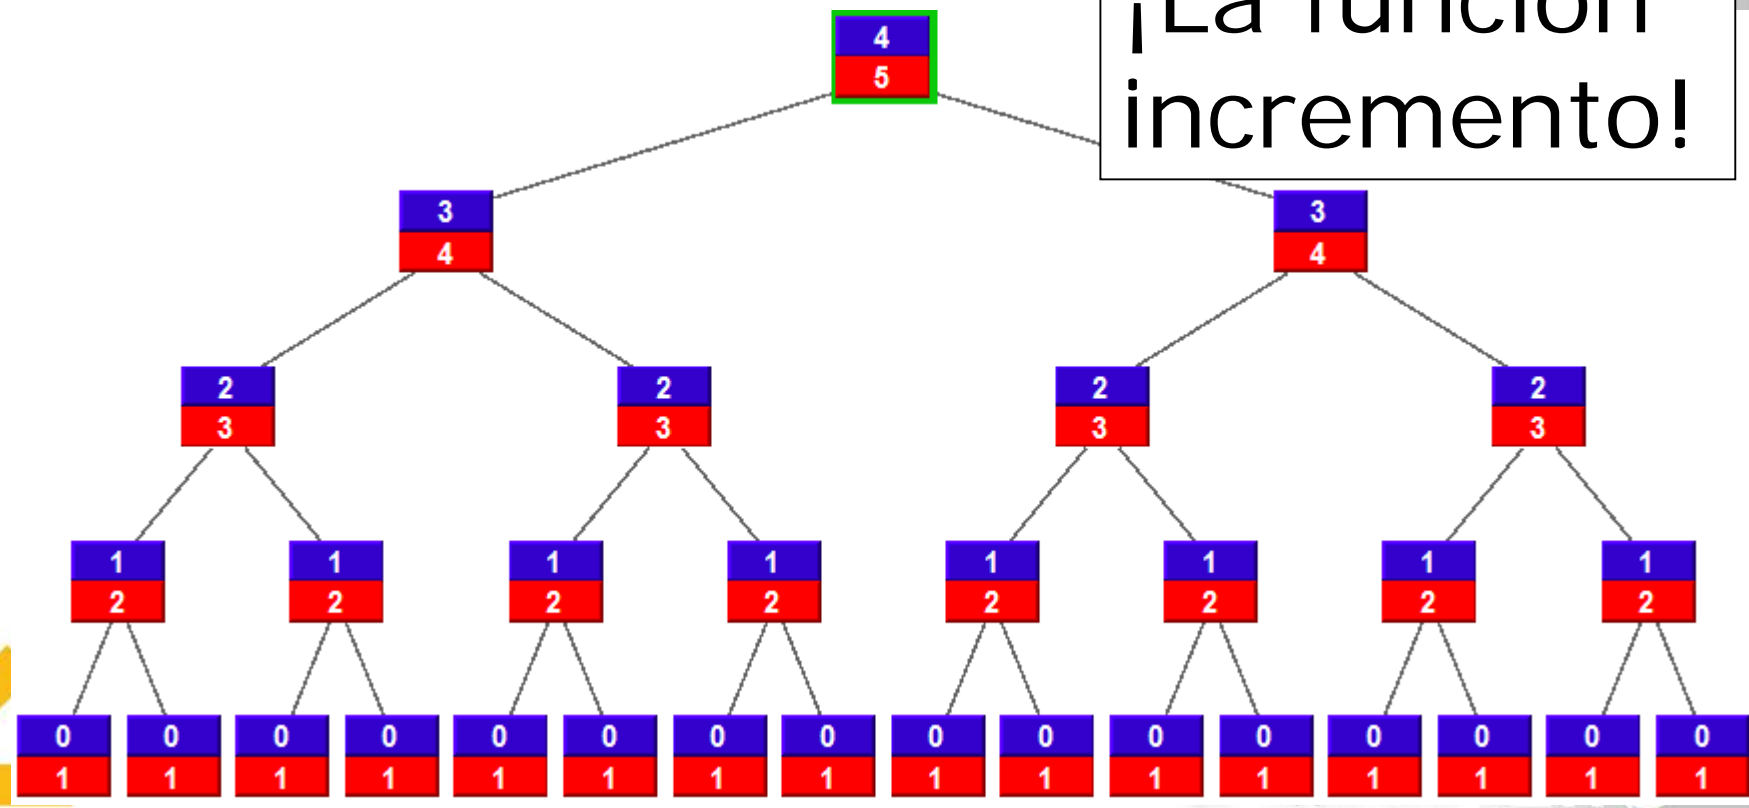 ¡La función
incremento!
4
5
3 3
4 4
2 2 2 2
3 3 3 3
1 1 1 1 1 1 1 1
2 2 2 2 2 2 2 2
0 0 0 0 0 0 0 0 0 0 0 0 0 0 0 0
1 1 1 1 1 1 1 1 1 1 1 1 1 1 1 1